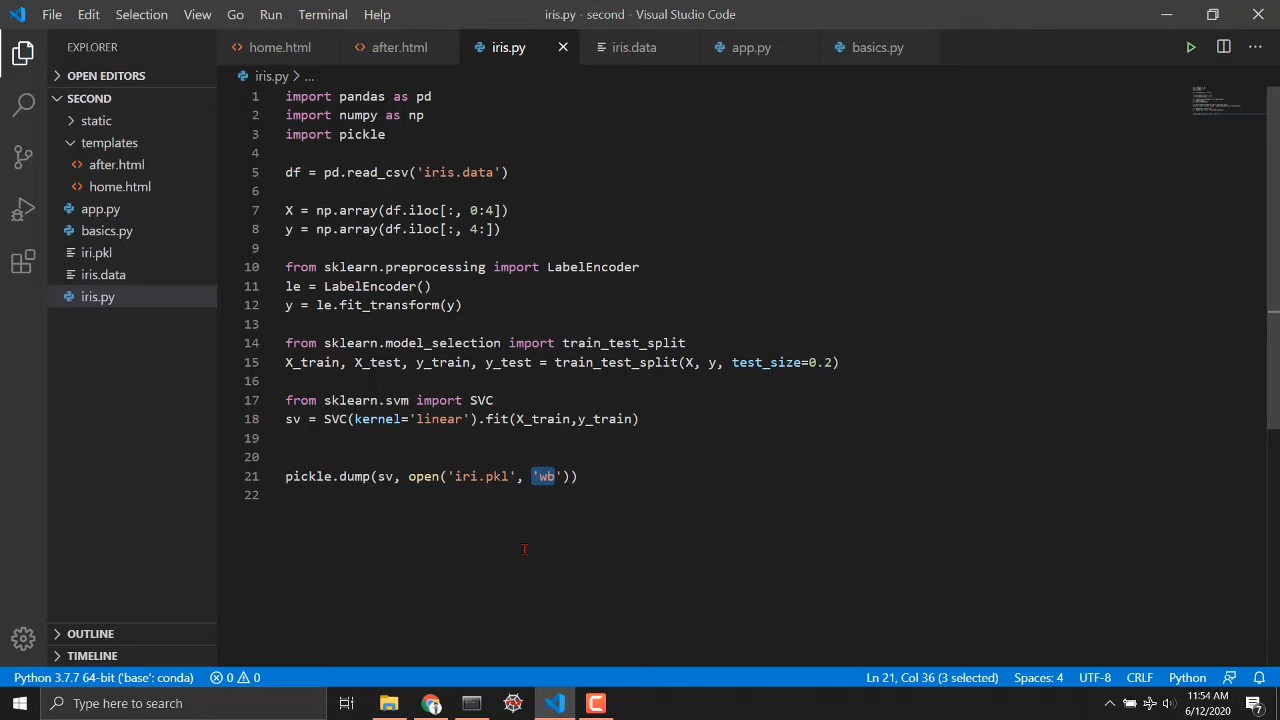 File Edit Selection View Go Run Terminal Help
iris.py - second - Visual Studio Code
EXPLORER
OPEN EDITORS
SECOND
static
templates
after.html
home.html
app.py
basics.py
iri.pkl
iris.data
iris.py
OUTLINE
TIMELINE
home.html after.html iris.py iris.data app.py basics.py
iris.py > ...
1 import pandas as pd
2 import numpy as np
3 import pickle
4
5 df = pd.read_csv('iris.data')
6
7 X = np.array(df.iloc[:, 0:4])
8 y = np.array(df.iloc[:, 4:])
9
10 from sklearn.preprocessing import LabelEncoder
11 le = LabelEncoder()
12 y = le.fit_transform(y)
13
14 from sklearn.model_selection import train_test_split
15 X_train, X_test, y_train, y_test = train_test_split(X, y, test_size=0.2)
16
17 from sklearn.svm import SVC
18 sv = SVC(kernel='linear').fit(X_train,y_train)
19
20
21 pickle.dump(sv, open('iri.pkl', 'wb'))
22
Python 3.7.7 64-bit ('base': conda) 0 0 Ln 21, Col 36 (3 selected) Spaces: 4 UTF-8 CRLF Python
Type here to search
11:54 AM
6/12/2020
7